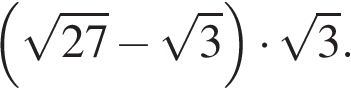 (√27 − √3) · √3.